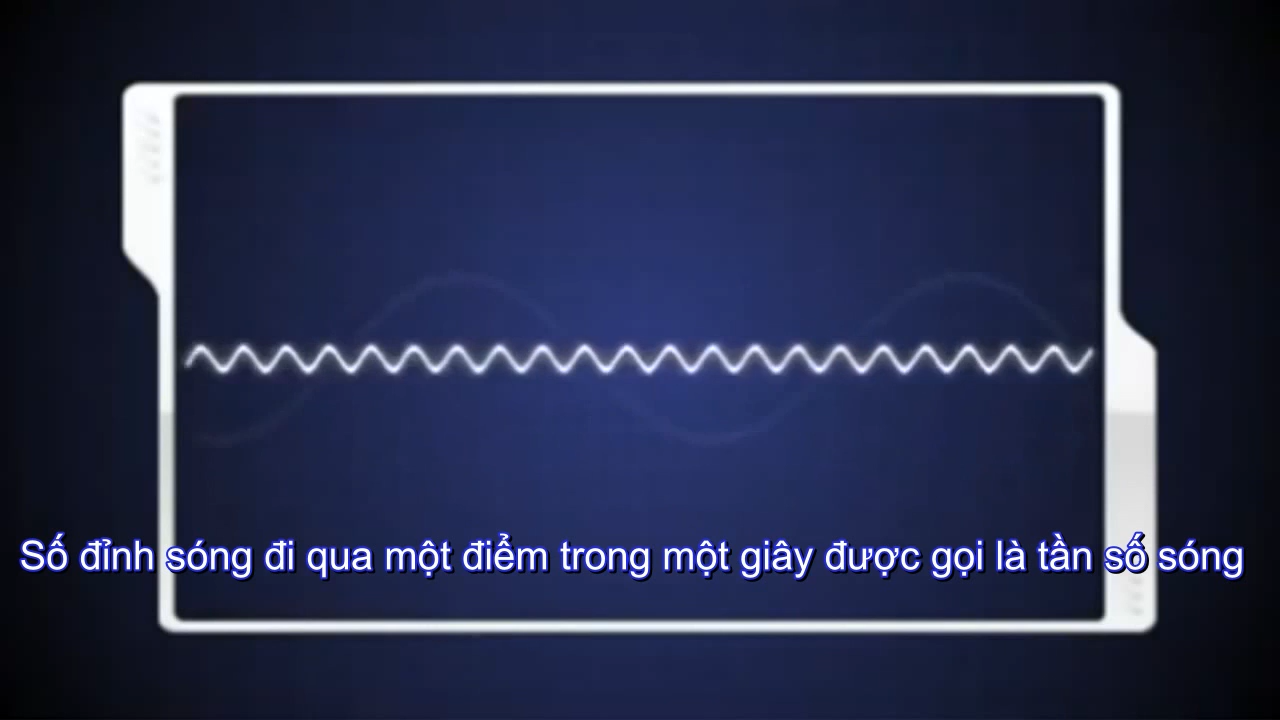 Số đỉnh sóng đi qua một điểm trong một giây được gọi là tần số sóng